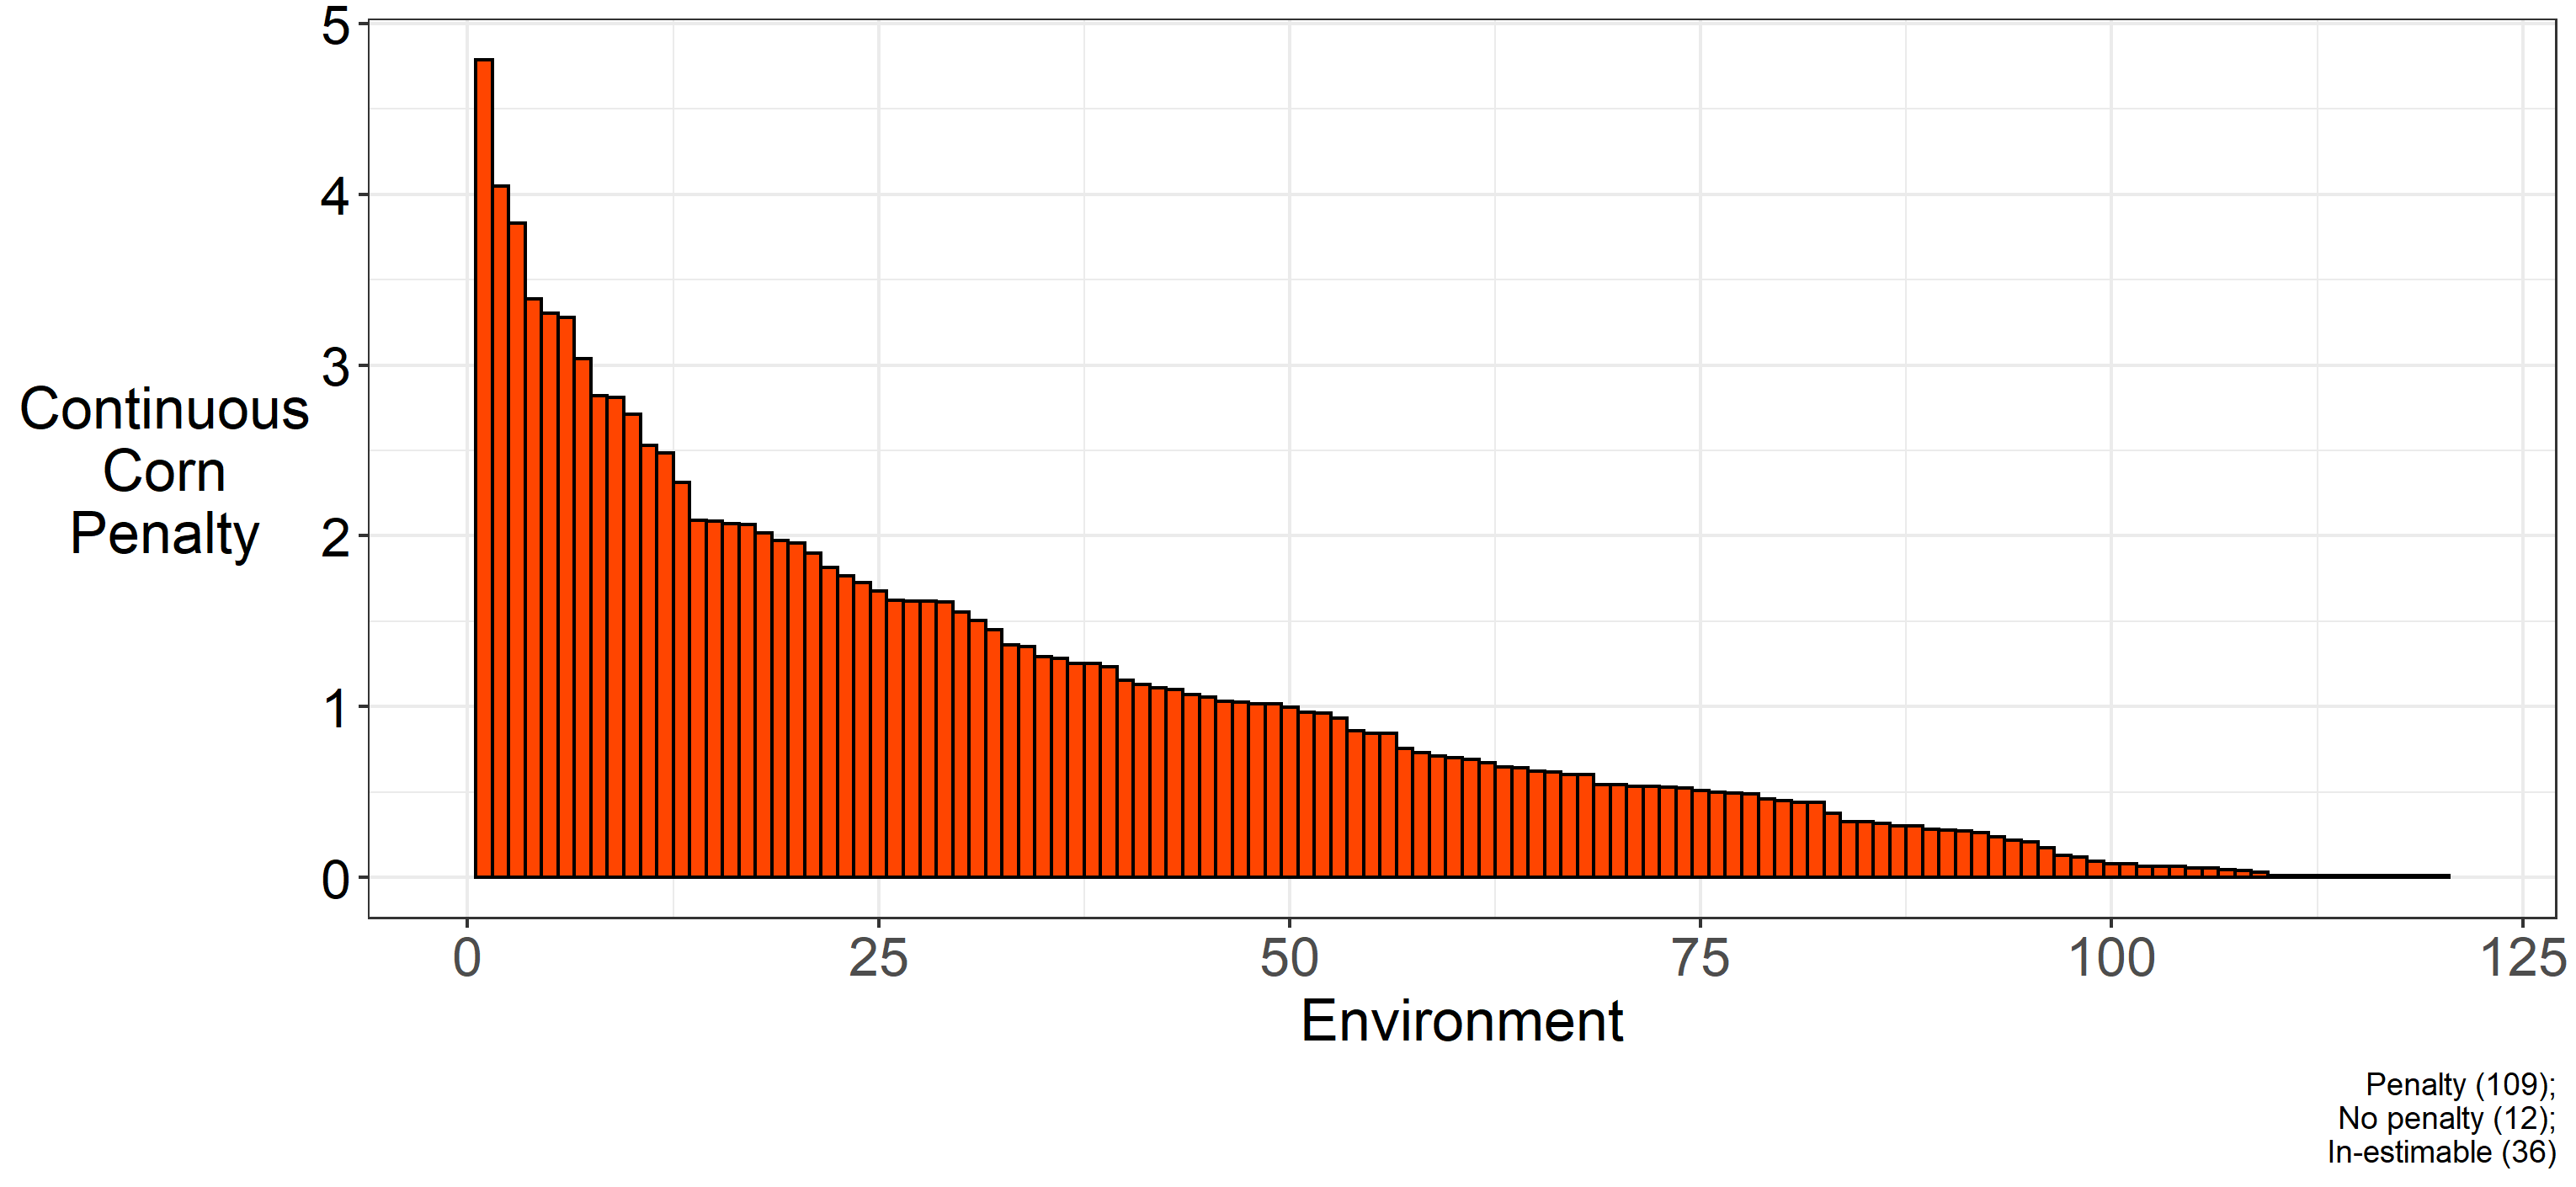 5
4
3
2
1
0
Continuous
Corn
Penalty
0 25 50 75 100 125
Environment
Penalty (109);
No penalty (12);
In-estimable (36)